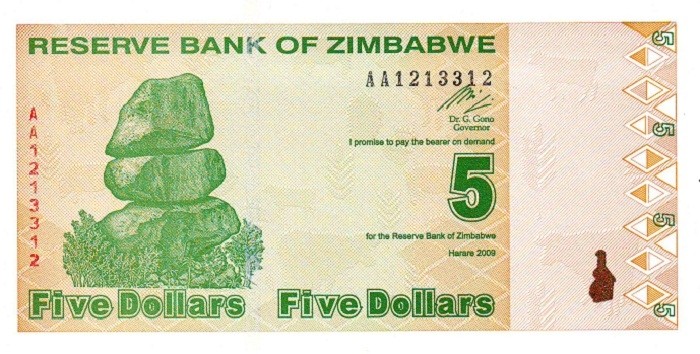 RESERVE BANK OF ZIMBABWE
AA1213312
Dr. G. Gono
Governor
I promise to pay the bearer on demand
5
for the Reserve Bank of Zimbabwe
Harare 2009
AA1213312
Five Dollars Five Dollars
5
5
5
5